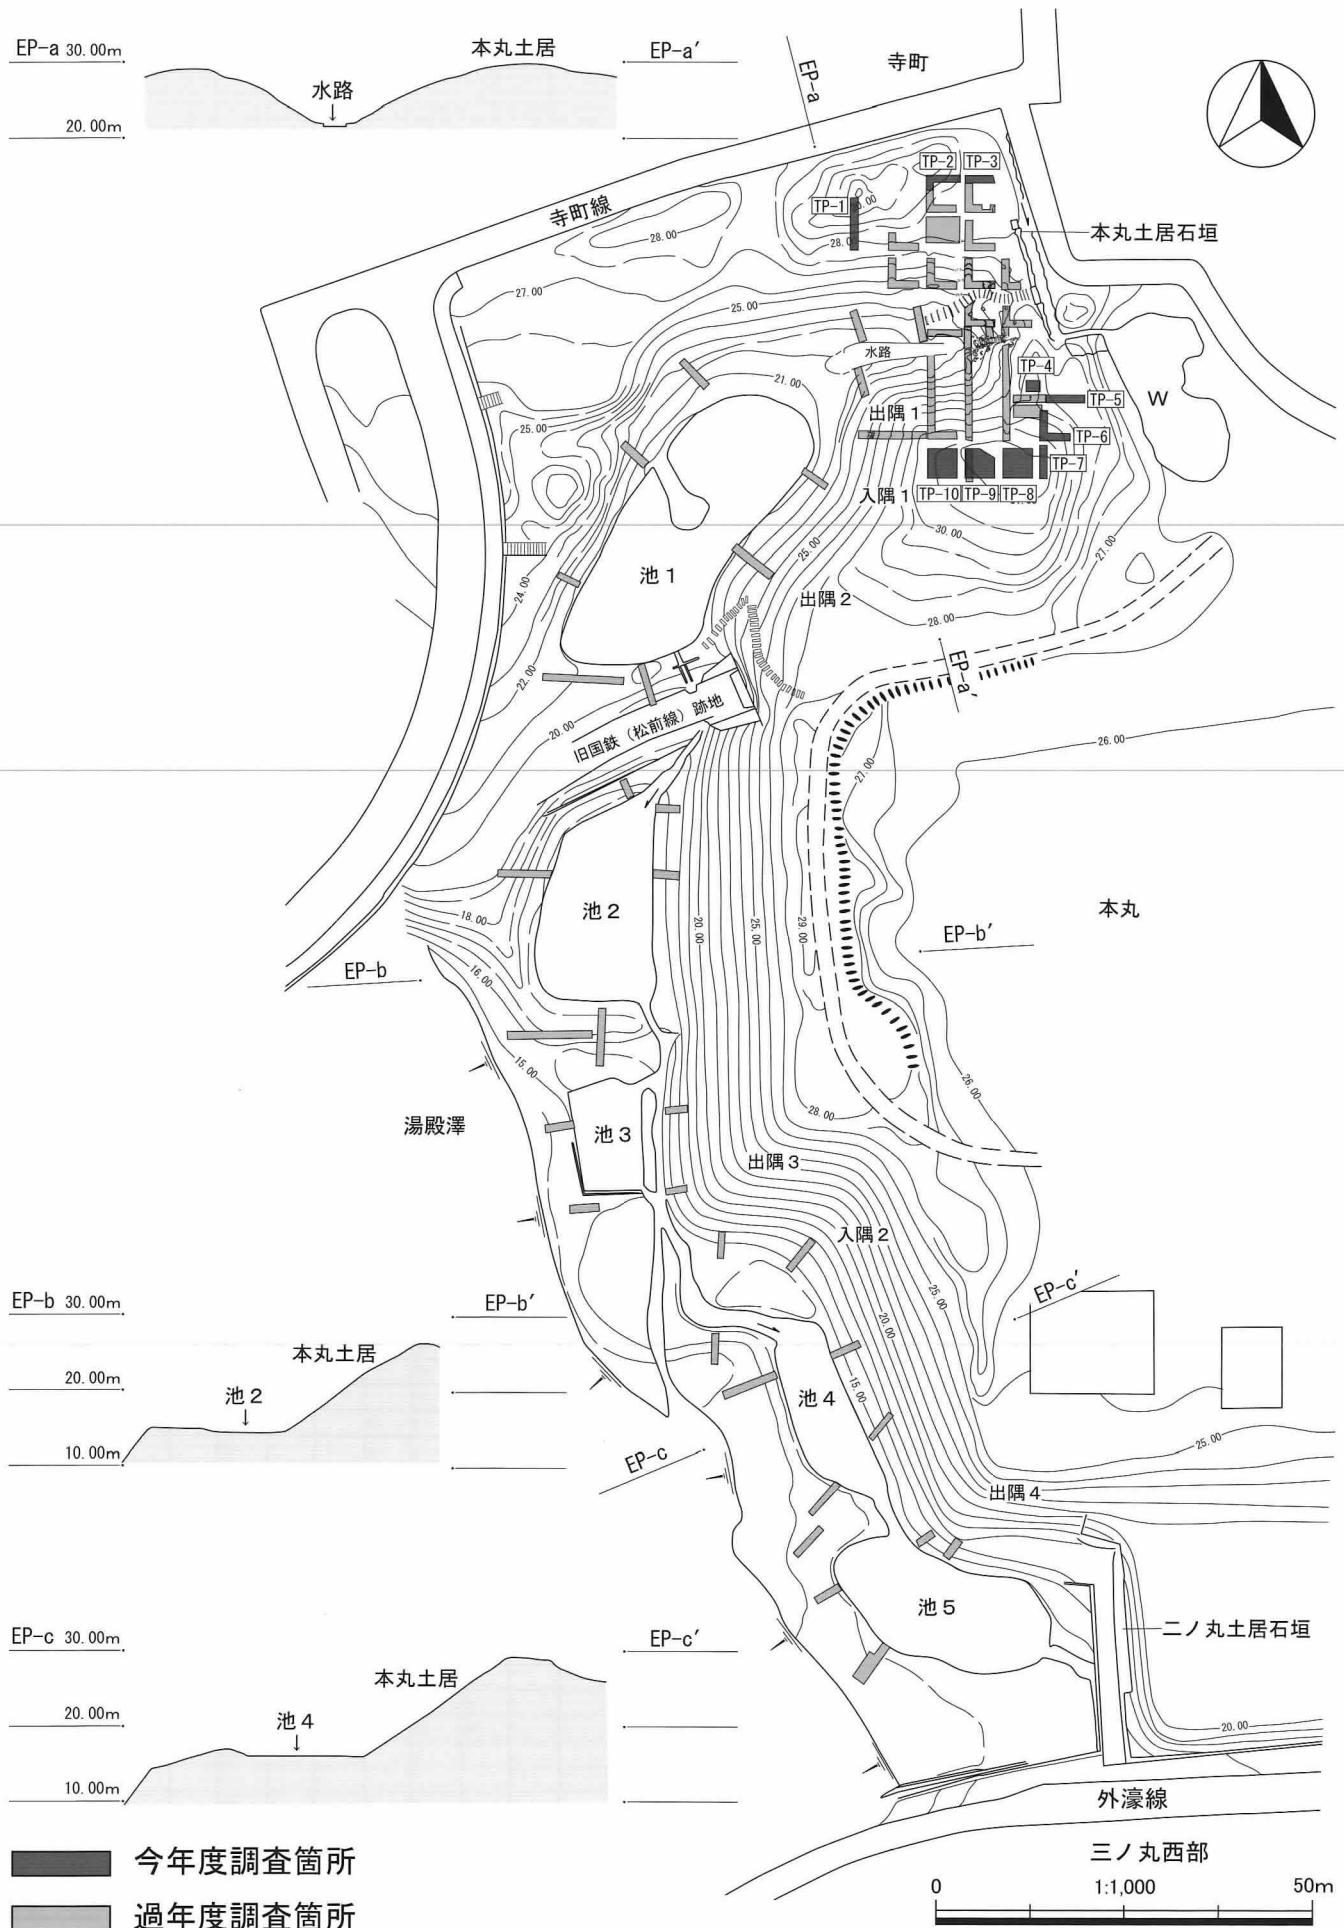 EP-a 30.00m
本丸土居
EP-a′
水路
20.00m
EP-a
寺町
寺町線
TP-2
TP-3
TP-1
本丸土居石垣
28.00
28.00
27.00
25.00
水路
21.00
TP-4
TP-5
W
出隅1
TP-6
25.00
TP-7
入隅1
TP-10
TP-9
TP-8
30.00
27.00
25.00
池1
24.00
出隅2
28.00
22.00
EP-a′
20.00
旧国鉄（松前線）跡地
26.00
27.00
18.00
池2
20.00
25.00
29.00
本丸
EP-b′
EP-b
16.00
15.00
26.00
湯殿澤
池3
28.00
出隅3
入隅2
EP-b 30.00m
EP-b′
25.00
EP-c′
本丸土居
20.00
20.00m
池2
池4
15.00
10.00m
25.00
EP-c
出隅4
池5
二ノ丸土居石垣
EP-c 30.00m
EP-c′
本丸土居
20.00m
池4
20.00
10.00m
外濠線
今年度調査箇所
三ノ丸西部
過年度調査箇所
0 1:1,000 50m